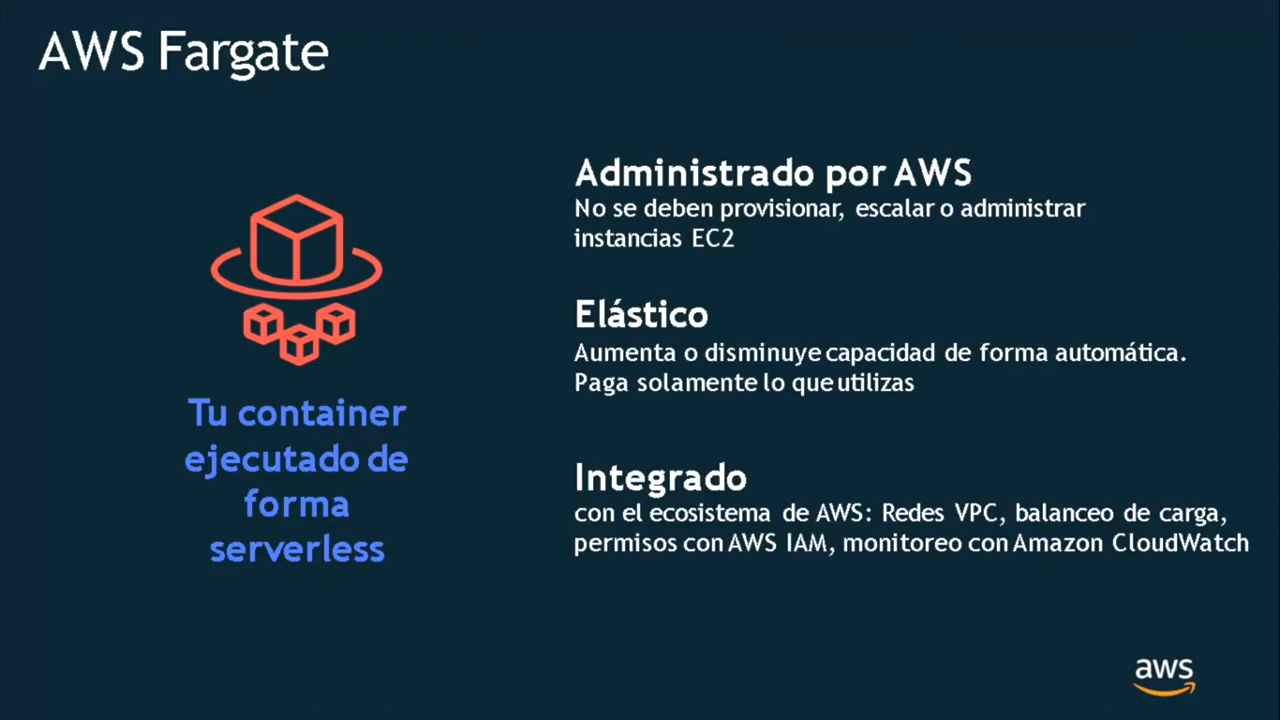 AWS Fargate
Tu container
ejecutado de
forma
serverless
Administrado por AWS
No se deben provisionar, escalar o administrar
instancias EC2
Elástico
Aumenta o disminuye capacidad de forma automática.
Paga solamente lo que utilizas
Integrado
con el ecosistema de AWS: Redes VPC, balanceo de carga,
permisos con AWS IAM, monitoreo con Amazon CloudWatch
aws